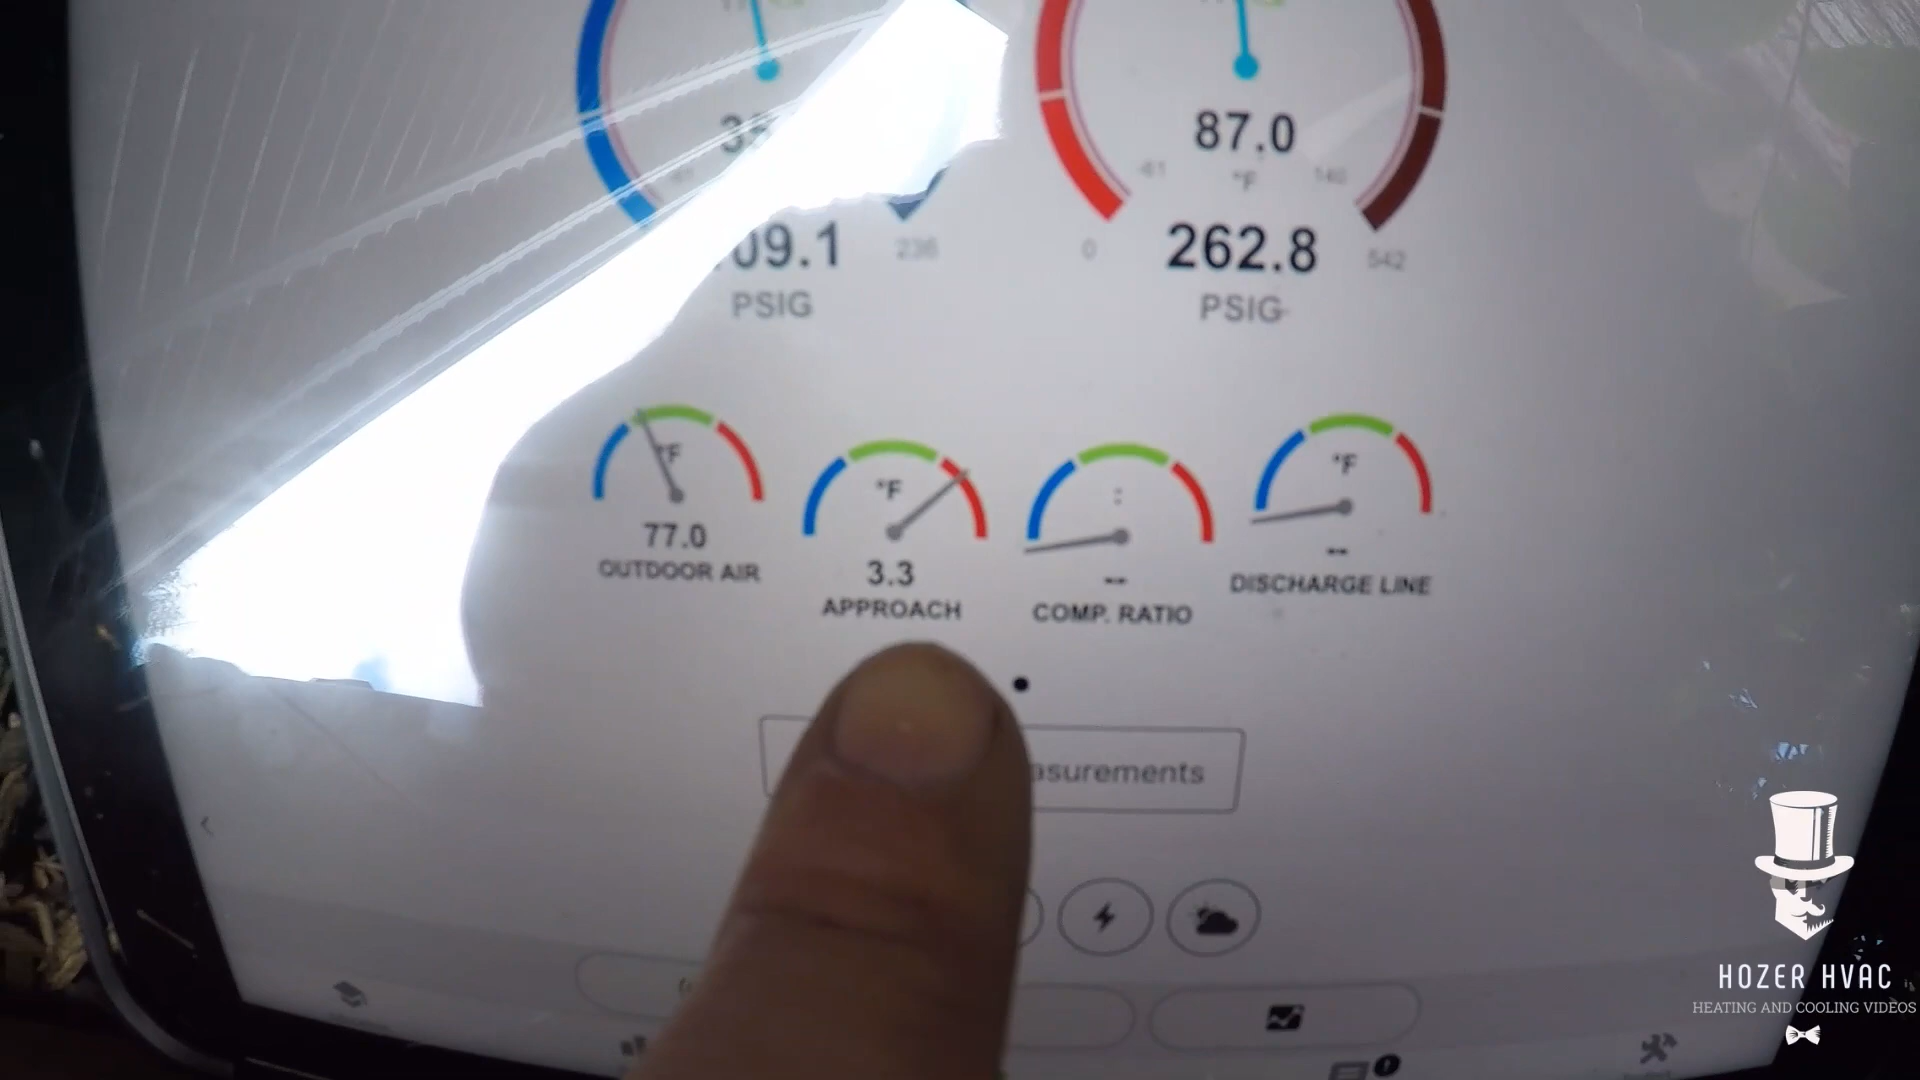 87.0
-61 °F 140
09.1 236
0 262.8 542
PSIG PSIG
°F °F : °F
77.0 3.3 -- --
OUTDOOR AIR APPROACH COMP. RATIO DISCHARGE LINE
asurements
HOZER HVAC
HEATING AND COOLING VIDEOS